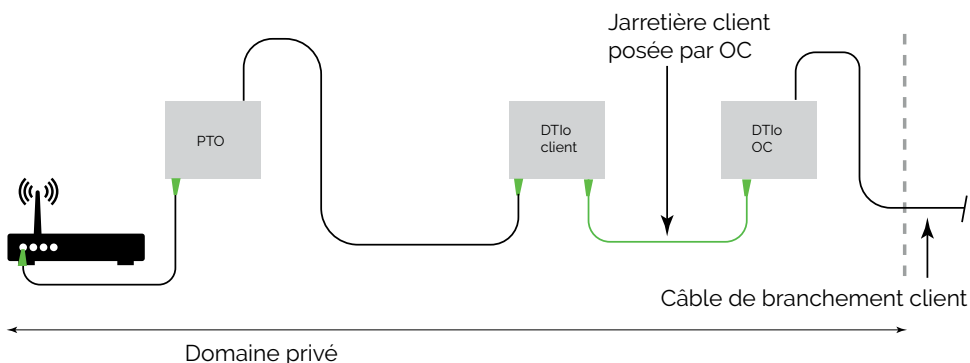 Jarretière client
posée par OC
PTO
DTIo
client
DTIo
OC
Câble de branchement client
Domaine privé